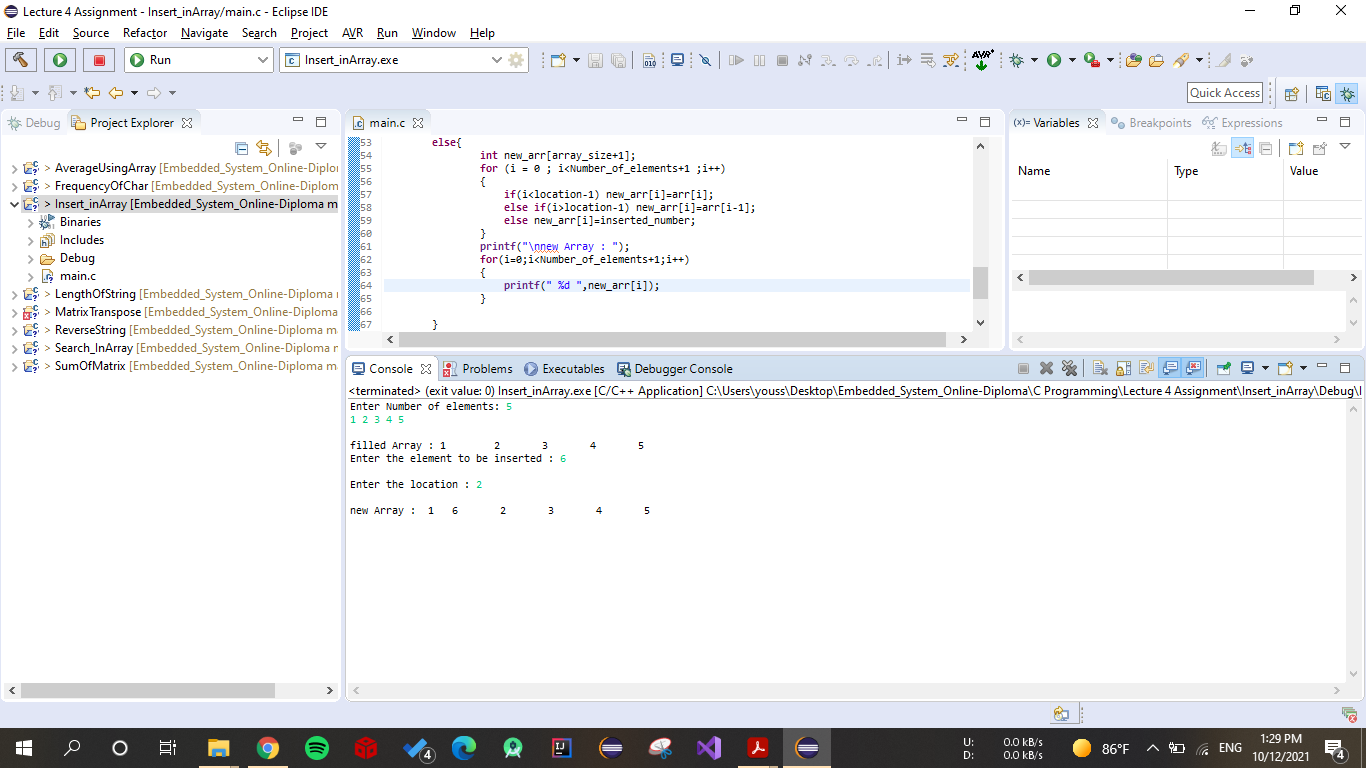 Lecture 4 Assignment - Insert_inArray/main.c - Eclipse IDE
File Edit Source Refactor Navigate Search Project AVR Run Window Help
Run Insert_inArray.exe
Quick Access
Debug Project Explorer
> AverageUsingArray [Embedded_System_Online-Diplo
> FrequencyOfChar [Embedded_System_Online-Diplom
> Insert_inArray [Embedded_System_Online-Diploma m
Binaries
Includes
Debug
main.c
> LengthOfString [Embedded_System_Online-Diploma
> MatrixTranspose [Embedded_System_Online-Diploma
> ReverseString [Embedded_System_Online-Diploma m
> Search_InArray [Embedded_System_Online-Diploma
> SumOfMatrix [Embedded_System_Online-Diploma ma
main.c
53 else{
54 int new_arr[array_size+1];
55 for (i = 0 ; i<Number_of_elements+1 ;i++)
56 {
57 if(i<location-1) new_arr[i]=arr[i];
58 else if(i>location-1) new_arr[i]=arr[i-1];
59 else new_arr[i]=inserted_number;
60 }
61 printf("\nnew Array : ");
62 for(i=0;i<Number_of_elements+1;i++)
63 {
64 printf(" %d ",new_arr[i]);
65 }
66
67 }
(x)= Variables Breakpoints Expressions
Name Type Value
Console Problems Executables Debugger Console
<terminated> (exit value: 0) Insert_inArray.exe [C/C++ Application] C:\Users\youss\Desktop\Embedded_System_Online-Diploma\C Programming\Lecture 4 Assignment\Insert_inArray\Debug\I
Enter Number of elements: 5
1 2 3 4 5
filled Array : 1 2 3 4 5
Enter the element to be inserted : 6
Enter the location : 2
new Array : 1 6 2 3 4 5
4
U: 0.0 kB/s
D: 0.0 kB/s
86°F
ENG
1:29 PM
10/12/2021
4